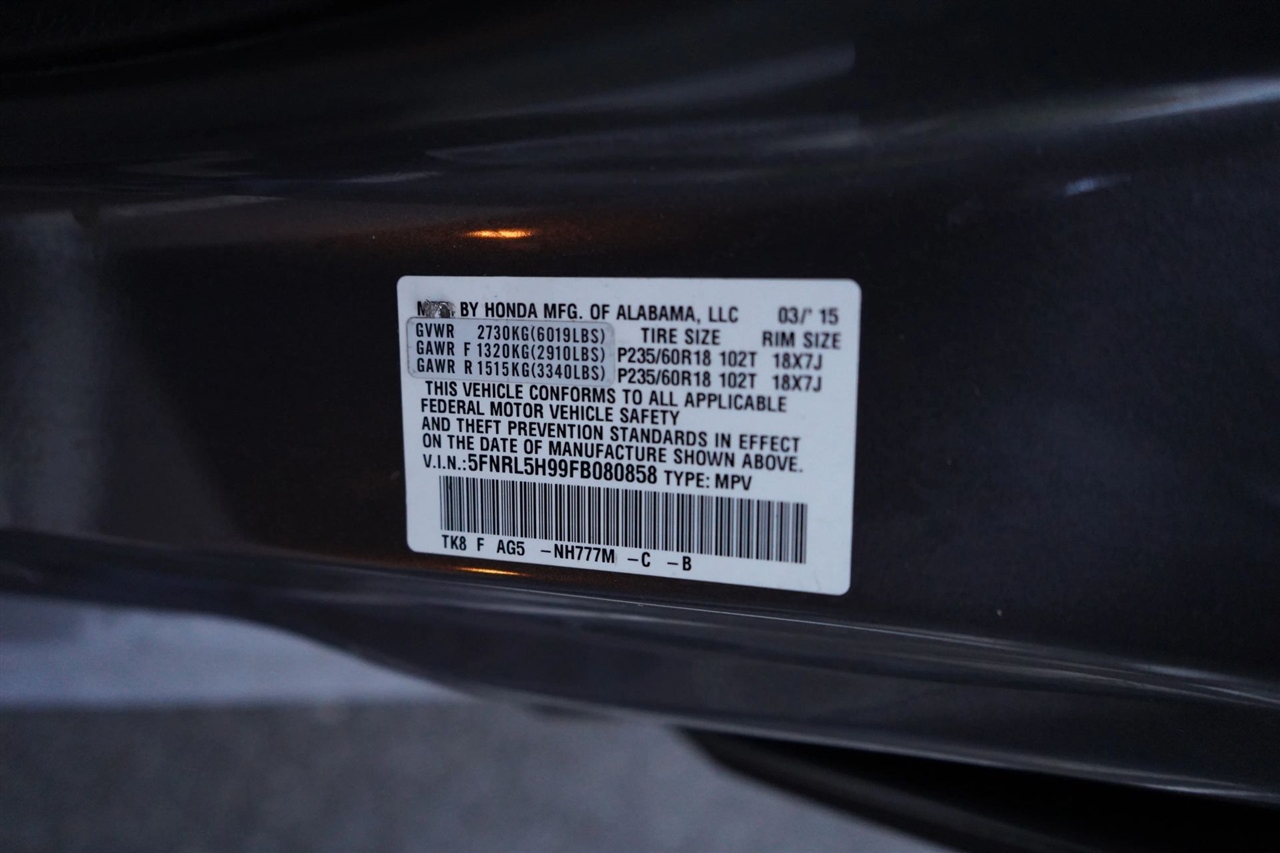 BY HONDA MFG. OF ALABAMA, LLC 03/' 15
GVWR 2730KG(6019LBS) TIRE SIZE RIM SIZE
GAWR F 1320KG(2910LBS) P235/60R18 102T 18X7J
GAWR R 1515KG(3340LBS) P235/60R18 102T 18X7J
THIS VEHICLE CONFORMS TO ALL APPLICABLE
FEDERAL MOTOR VEHICLE SAFETY
AND THEFT PREVENTION STANDARDS IN EFFECT
ON THE DATE OF MANUFACTURE SHOWN ABOVE.
V.I.N.:5FNRL5H99FB080858 TYPE: MPV
TK8 F AG5 –NH777M –C –B